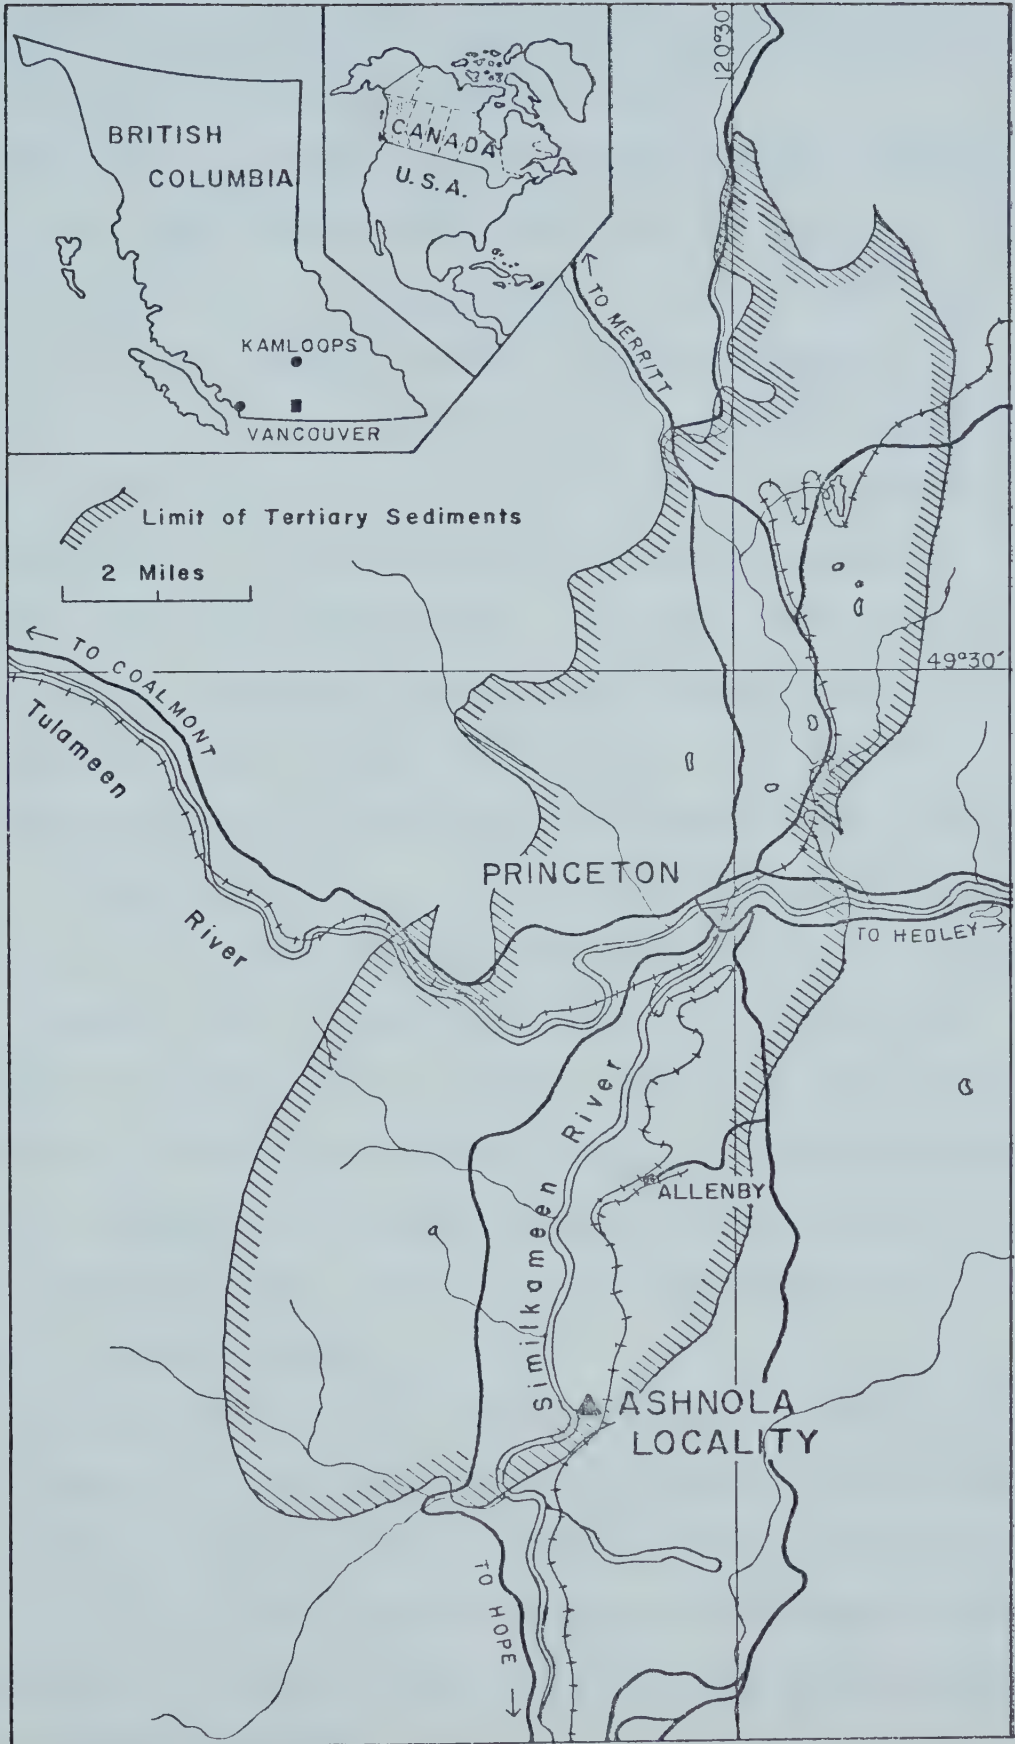 BRITISH
COLUMBIA
CANADA
U.S.A.
KAMLOOPS
VANCOUVER
120°30'
← TO MERRITT
Limit of Tertiary Sediments
2 Miles
49°30'
← TO COALMONT
Tulameen
River
PRINCETON
TO HEDLEY →
Similkameen River
ALLENBY
ASHNOLA
LOCALITY
TO HOPE →